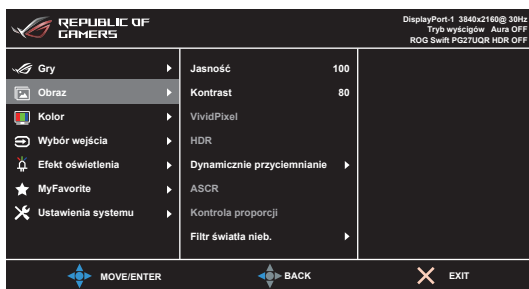 REPUBLIC OF
GAMERS
DisplayPort-1 3840x2160@ 30Hz
Tryb wyścigów Aura OFF
ROG Swift PG27UQR HDR OFF
Gry
Obraz
Kolor
Wybór wejścia
Efekt oświetlenia
MyFavorite
Ustawienia systemu
Jasność 100
Kontrast 80
VividPixel
HDR
Dynamicznie przyciemnianie
ASCR
Kontrola proporcji
Filtr światła nieb.
MOVE/ENTER
BACK
EXIT